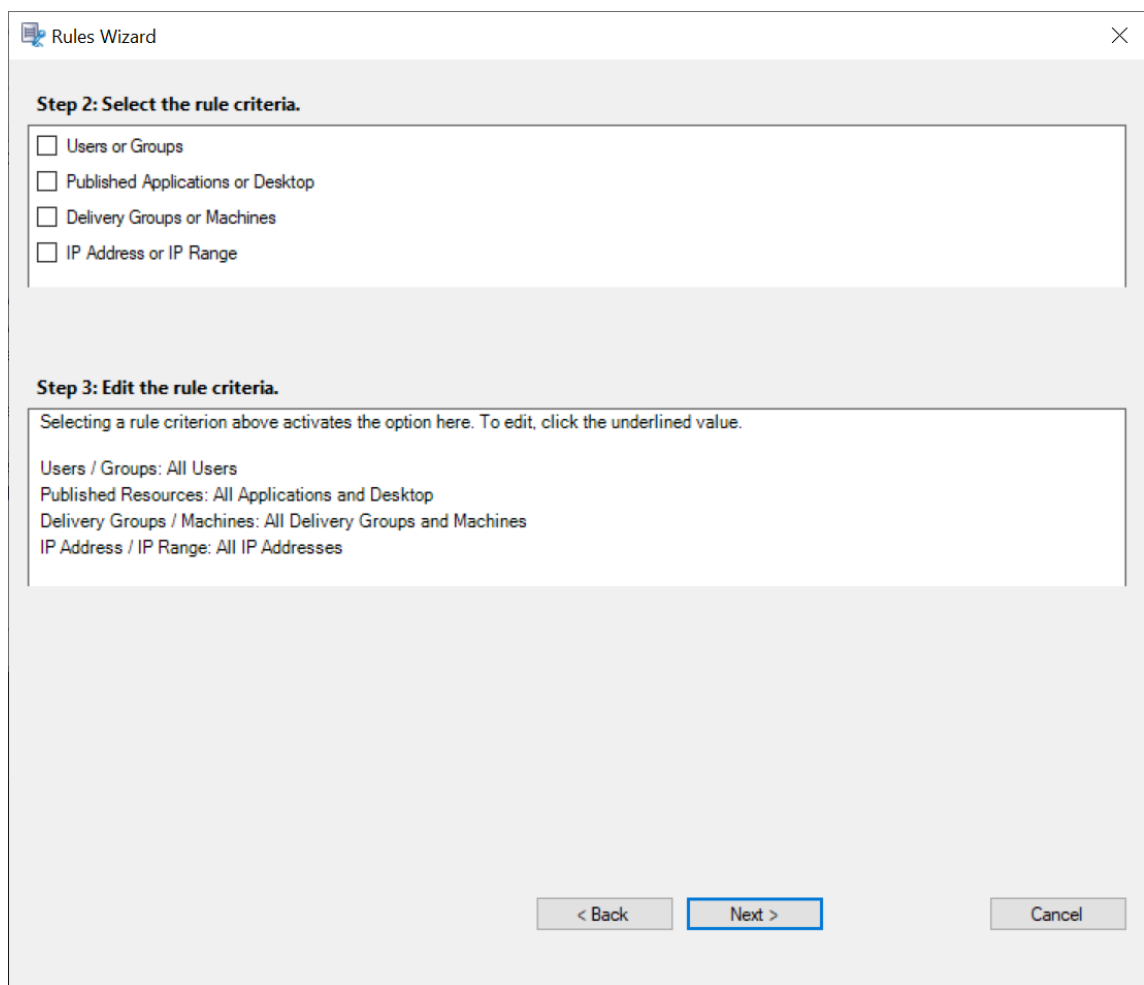 Rules Wizard
Step 2: Select the rule criteria.
Users or Groups
Published Applications or Desktop
Delivery Groups or Machines
IP Address or IP Range
Step 3: Edit the rule criteria.
Selecting a rule criterion above activates the option here. To edit, click the underlined value.
Users / Groups: All Users
Published Resources: All Applications and Desktop
Delivery Groups / Machines: All Delivery Groups and Machines
IP Address / IP Range: All IP Addresses
< Back
Next >
Cancel